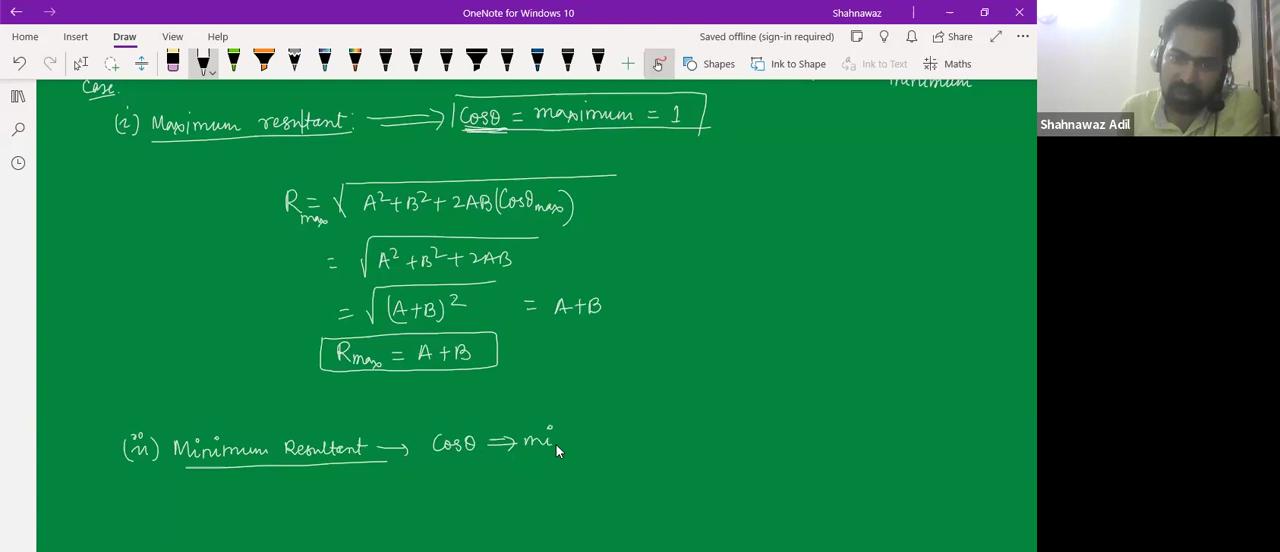 OneNote for Windows 10
Shahnawaz
Home Insert Draw View Help
Saved offline (sign-in required)
Share
Shapes Ink to Shape Ink to Text Maths
Case.
minimum
(i) Maximum resultant: ⟹ Cosθ = maximum = 1
R_max = √(A²+B²+2AB(Cosθ_max))
= √(A²+B²+2AB)
= √((A+B)²) = A+B
R_max = A+B
(ii) Minimum Resultant → Cosθ ⇒ mi
Shahnawaz Adil